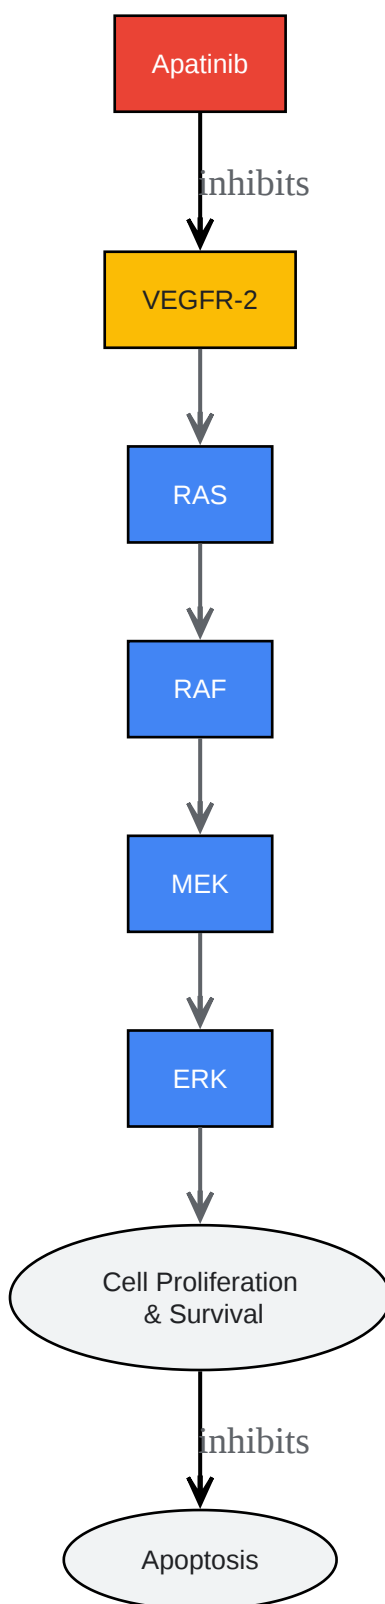 Apatinib
inhibits
VEGFR-2
RAS
RAF
MEK
ERK
Cell Proliferation
& Survival
inhibits
Apoptosis